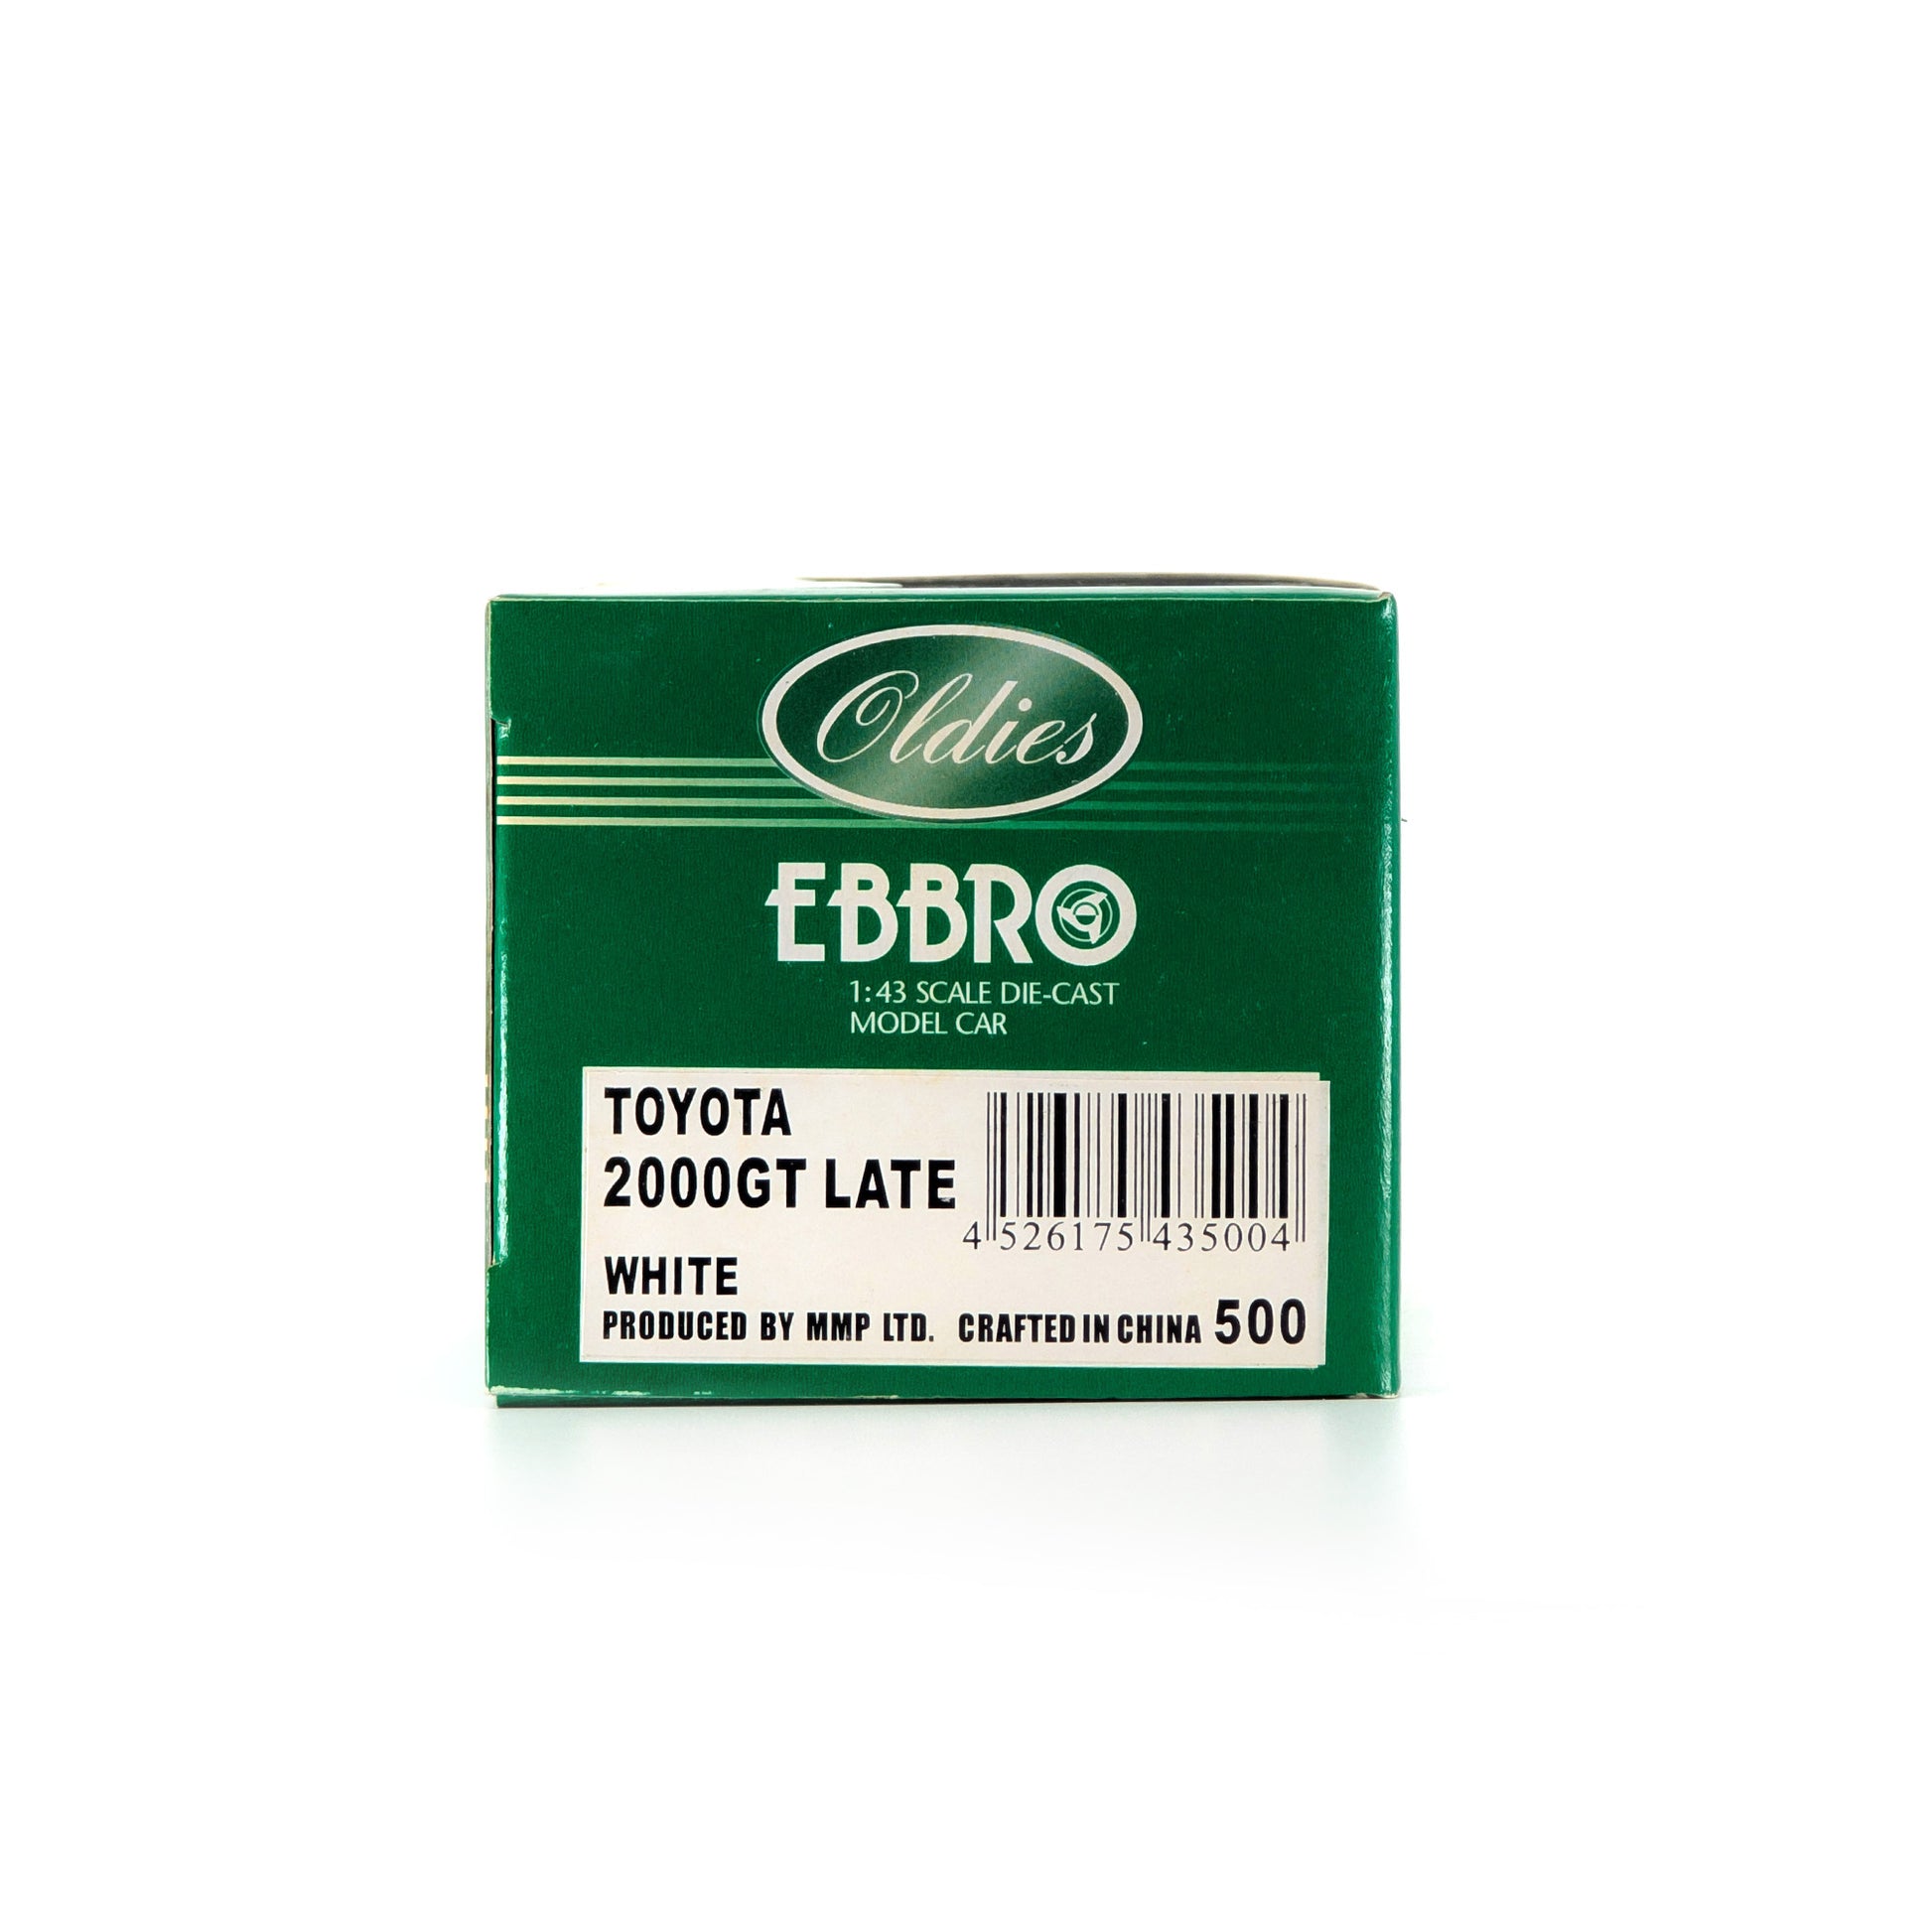 Oldies
EBBRO
1:43 SCALE DIE-CAST
MODEL CAR
TOYOTA
2000GT LATE
4 526175 435004
WHITE
PRODUCED BY MMP LTD. CRAFTED IN CHINA 500